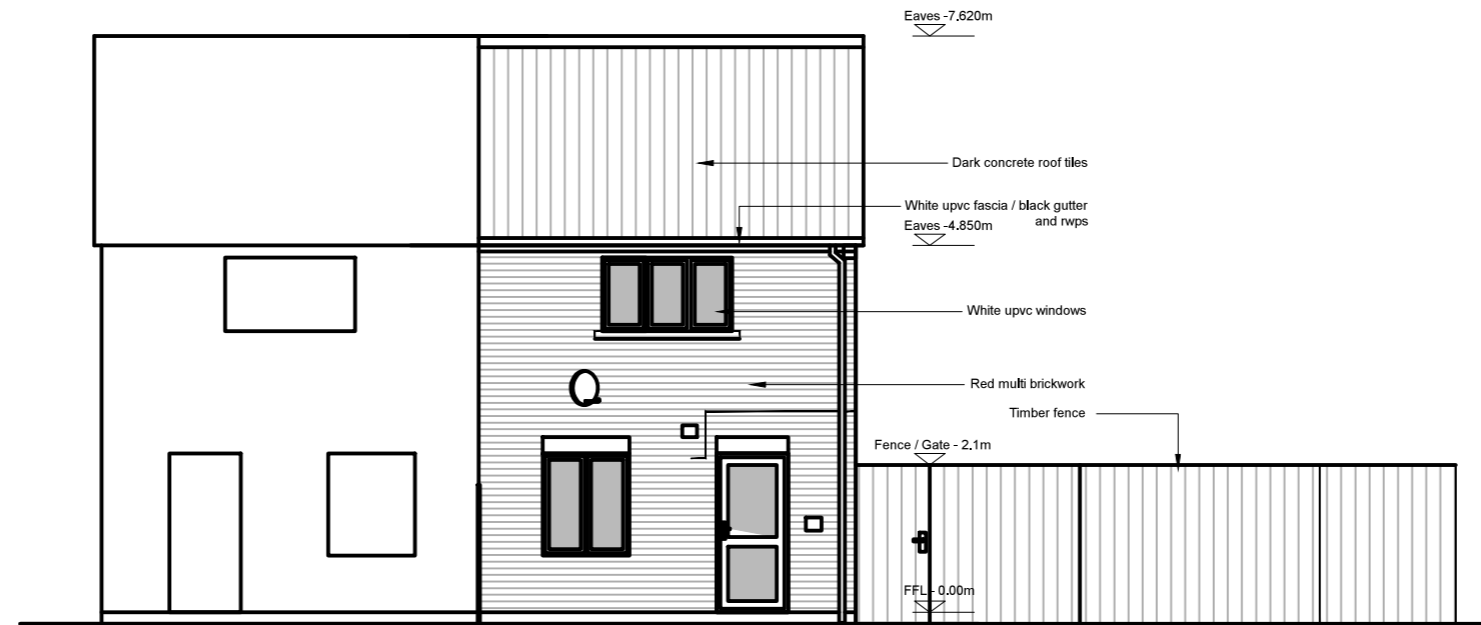 Eaves -7.620m
Dark concrete roof tiles
White upvc fascia / black gutter
and rwps
Eaves -4.850m
White upvc windows
Red multi brickwork
Timber fence
Fence / Gate - 2.1m
FFL - 0.00m